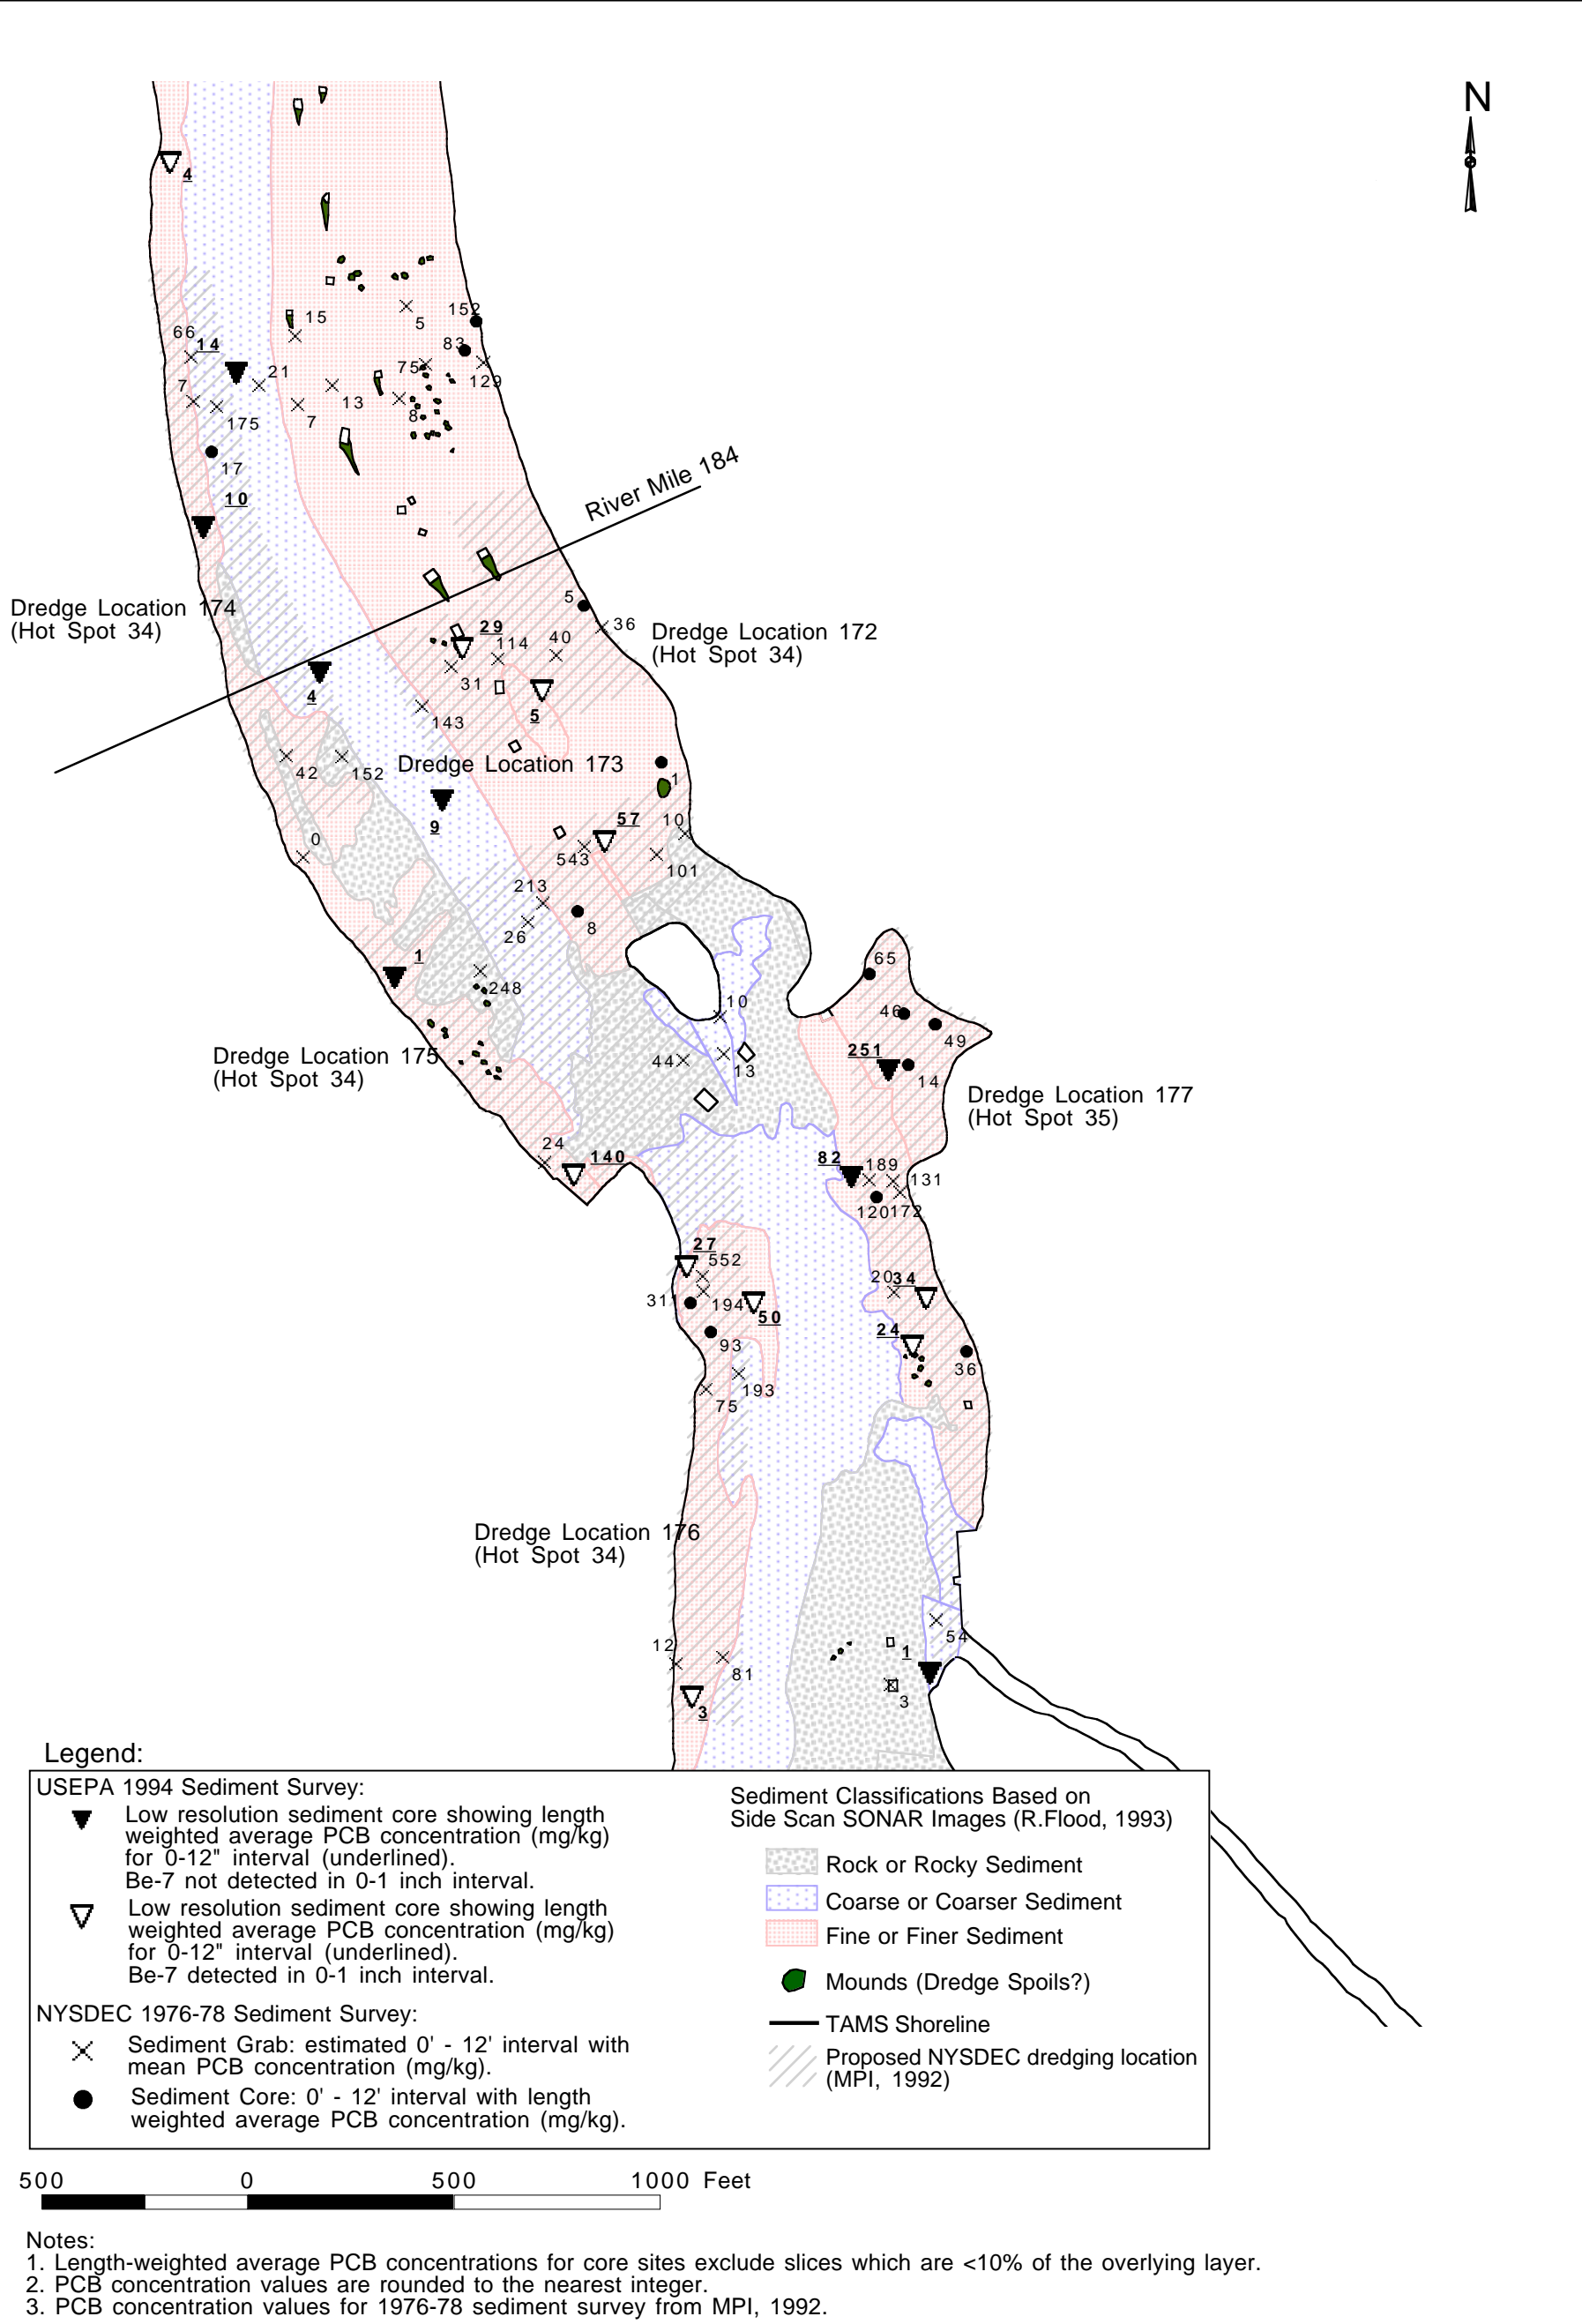 N
4
15
5
152
66
14
83
75
129
21
7
13
8
175
7
17
10
River Mile 184
5
Dredge Location 174
(Hot Spot 34)
36
Dredge Location 172
(Hot Spot 34)
29
114
40
31
4
5
143
Dredge Location 173
42
152
1
9
57
10
0
543
101
213
8
26
1
65
248
10
46
49
251
Dredge Location 175
(Hot Spot 34)
44
13
14
Dredge Location 177
(Hot Spot 35)
24
140
82
189
131
120
172
27
552
20
34
31
194
50
24
93
36
193
75
Dredge Location 176
(Hot Spot 34)
12
54
1
81
3
3
Legend:
USEPA 1994 Sediment Survey:
Low resolution sediment core showing length
weighted average PCB concentration (mg/kg)
for 0-12" interval (underlined).
Be-7 not detected in 0-1 inch interval.
Low resolution sediment core showing length
weighted average PCB concentration (mg/kg)
for 0-12" interval (underlined).
Be-7 detected in 0-1 inch interval.
NYSDEC 1976-78 Sediment Survey:
Sediment Grab: estimated 0' - 12' interval with
mean PCB concentration (mg/kg).
Sediment Core: 0' - 12' interval with length
weighted average PCB concentration (mg/kg).
Sediment Classifications Based on
Side Scan SONAR Images (R.Flood, 1993)
Rock or Rocky Sediment
Coarse or Coarser Sediment
Fine or Finer Sediment
Mounds (Dredge Spoils?)
TAMS Shoreline
Proposed NYSDEC dredging location
(MPI, 1992)
500 0 500 1000 Feet
Notes:
1. Length-weighted average PCB concentrations for core sites exclude slices which are <10% of the overlying layer.
2. PCB concentration values are rounded to the nearest integer.
3. PCB concentration values for 1976-78 sediment survey from MPI, 1992.